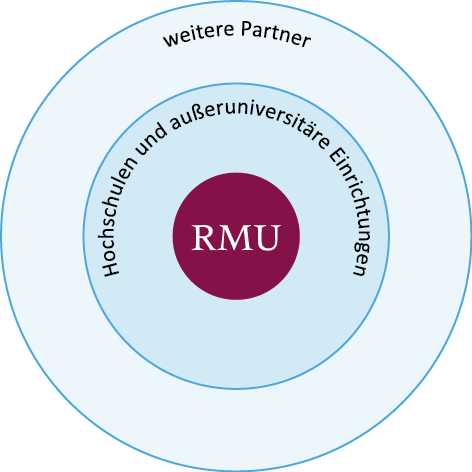 weitere Partner
Hochschulen und außeruniversitäre Einrichtungen
RMU